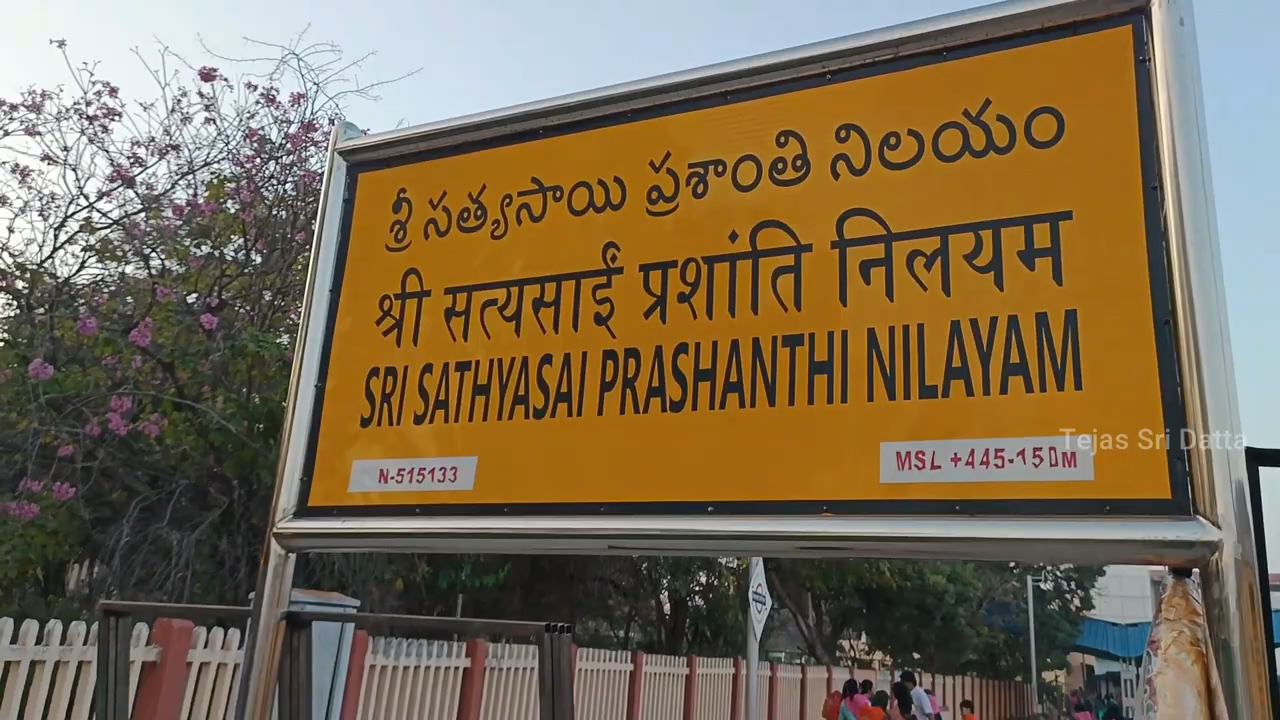 శ్రీ సత్యసాయి ప్రశాంతి నిలయం
श्री सत्यसाईं प्रशांति निलयम
SRI SATHYASAI PRASHANTHI NILAYAM
N-515133
MSL +445-150M
Tejas Sri Datta